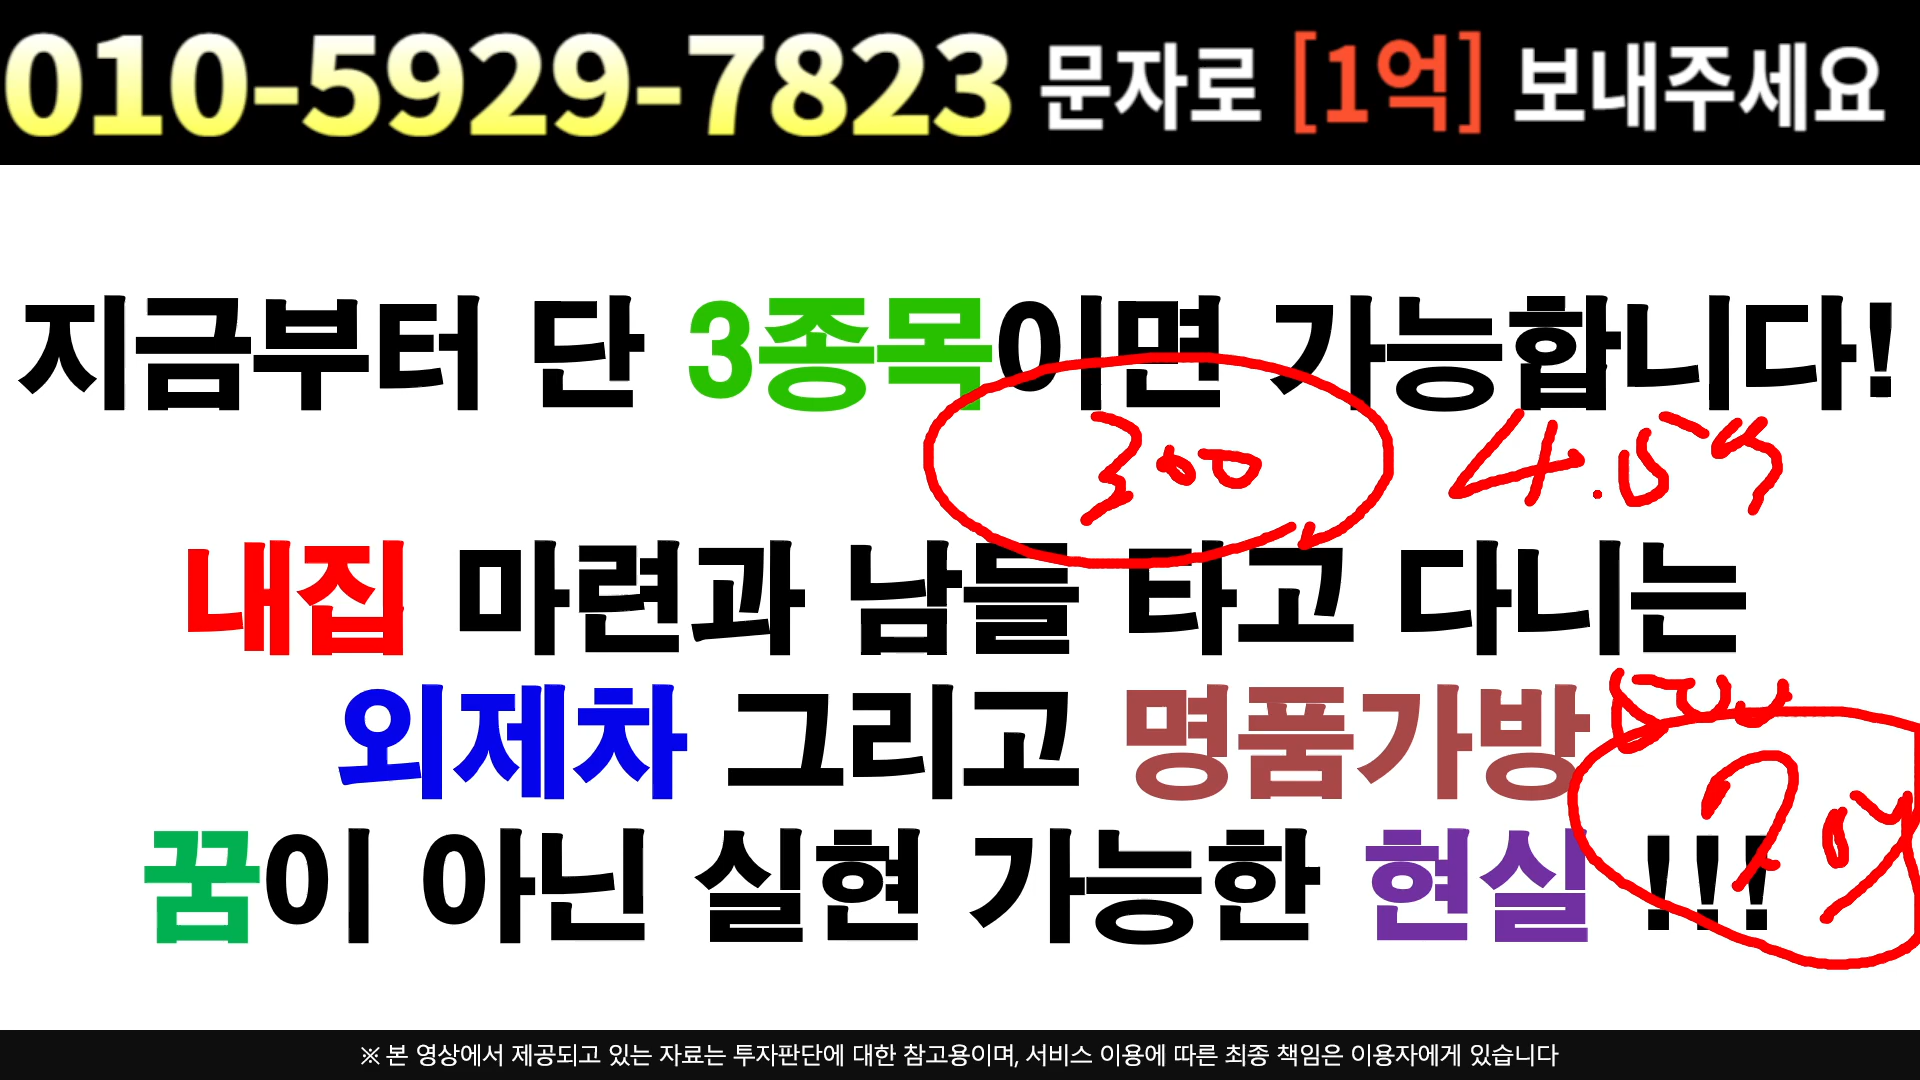 010-5929-7823 문자로 [1억] 보내주세요
지금부터 단 3종목이면 가능합니다!
300
내집 마련과 남들 타고 다니는
외제차 그리고 명품가방
꿈이 아닌 실현 가능한 현실 !!!
※ 본 영상에서 제공되고 있는 자료는 투자판단에 대한 참고용이며, 서비스 이용에 따른 최종 책임은 이용자에게 있습니다